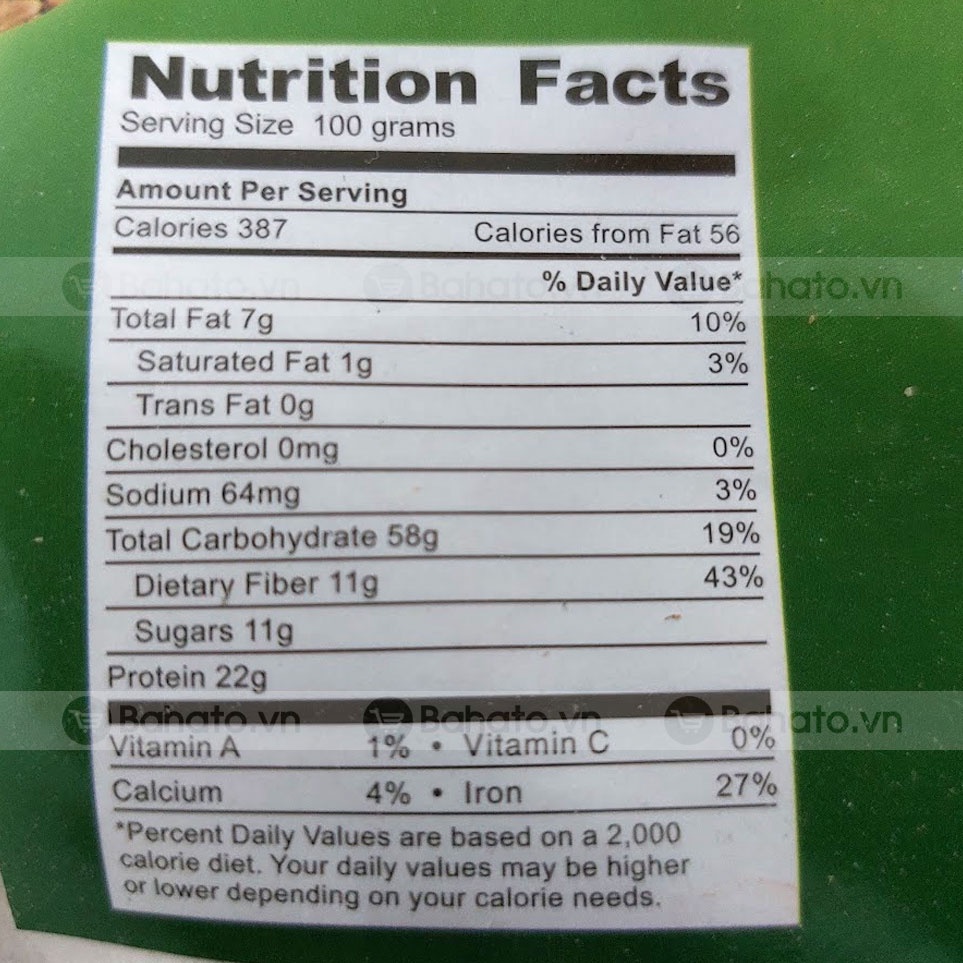 Nutrition Facts
Serving Size 100 grams
Amount Per Serving
Calories 387 Calories from Fat 56
% Daily Value*
Bahato.vn Bahato.vn Bahato.vn
Total Fat 7g 10%
Saturated Fat 1g 3%
Trans Fat 0g
Cholesterol 0mg 0%
Sodium 64mg 3%
Total Carbohydrate 58g 19%
Dietary Fiber 11g 43%
Sugars 11g
Protein 22g
Bahato.vn Bahato.vn Bahato.vn
Vitamin A 1% • Vitamin C 0%
Calcium 4% • Iron 27%
*Percent Daily Values are based on a 2,000
calorie diet. Your daily values may be higher
or lower depending on your calorie needs.